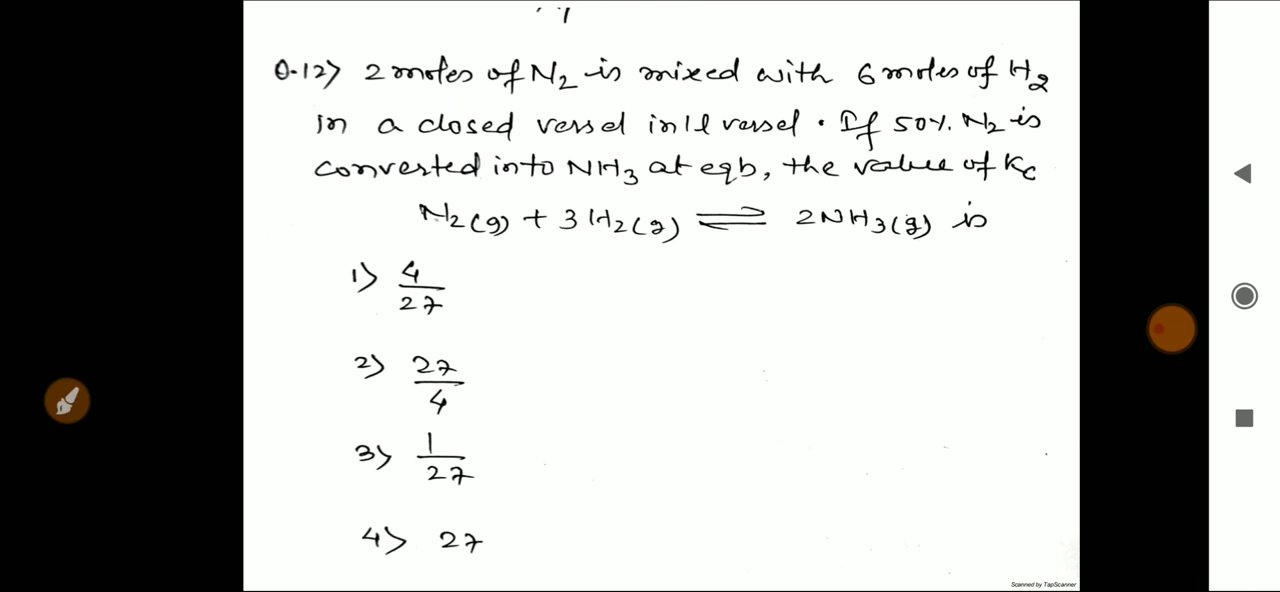 Q.12> 2 moles of N2 is mixed with 6 moles of H2
in a closed vessel in 1l vessel. If 50%. N2 is
converted into NH3 at eqb, the value of Kc
N2(g) + 3H2(g) ⇌ 2NH3(g) is
1> 4/27
2> 27/4
3> 1/27
4> 27
Scanned by TapScanner